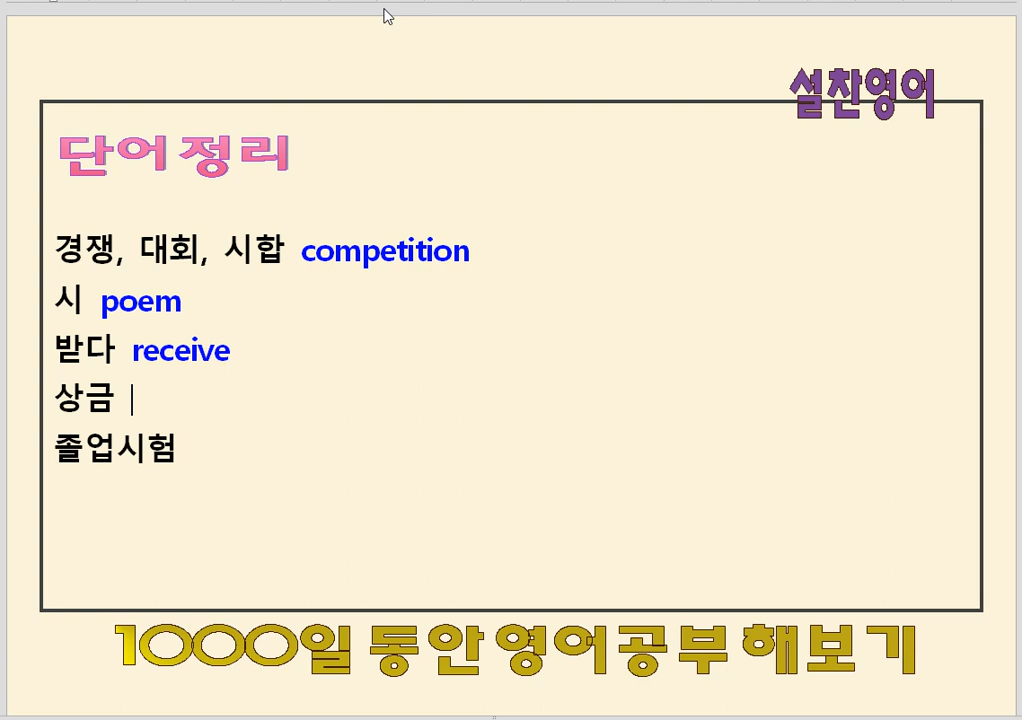 설찬영어
단어 정리
경쟁, 대회, 시합 competition
시 poem
받다 receive
상금
졸업시험
1000일 동안 영어공부 해보기